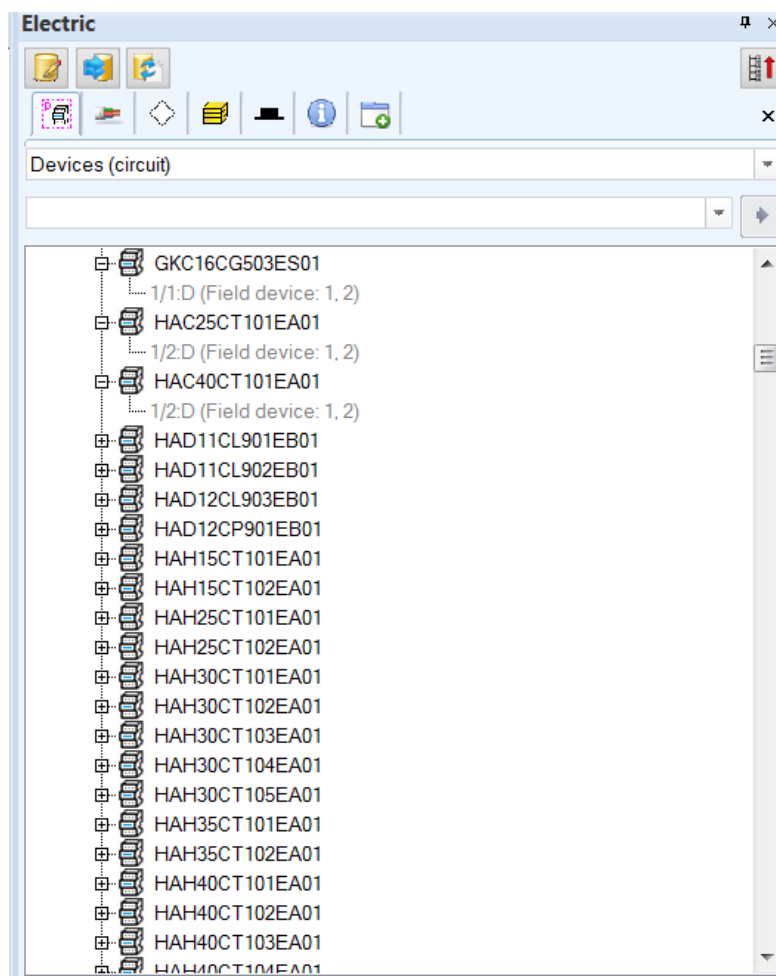 Electric
Devices (circuit)
GKC16CG503ES01
1/1:D (Field device: 1, 2)
HAC25CT101EA01
1/2:D (Field device: 1, 2)
HAC40CT101EA01
1/2:D (Field device: 1, 2)
HAD11CL901EB01
HAD11CL902EB01
HAD12CL903EB01
HAD12CP901EB01
HAH15CT101EA01
HAH15CT102EA01
HAH25CT101EA01
HAH25CT102EA01
HAH30CT101EA01
HAH30CT102EA01
HAH30CT103EA01
HAH30CT104EA01
HAH30CT105EA01
HAH35CT101EA01
HAH35CT102EA01
HAH40CT101EA01
HAH40CT102EA01
HAH40CT103EA01
HAH40CT104EA01